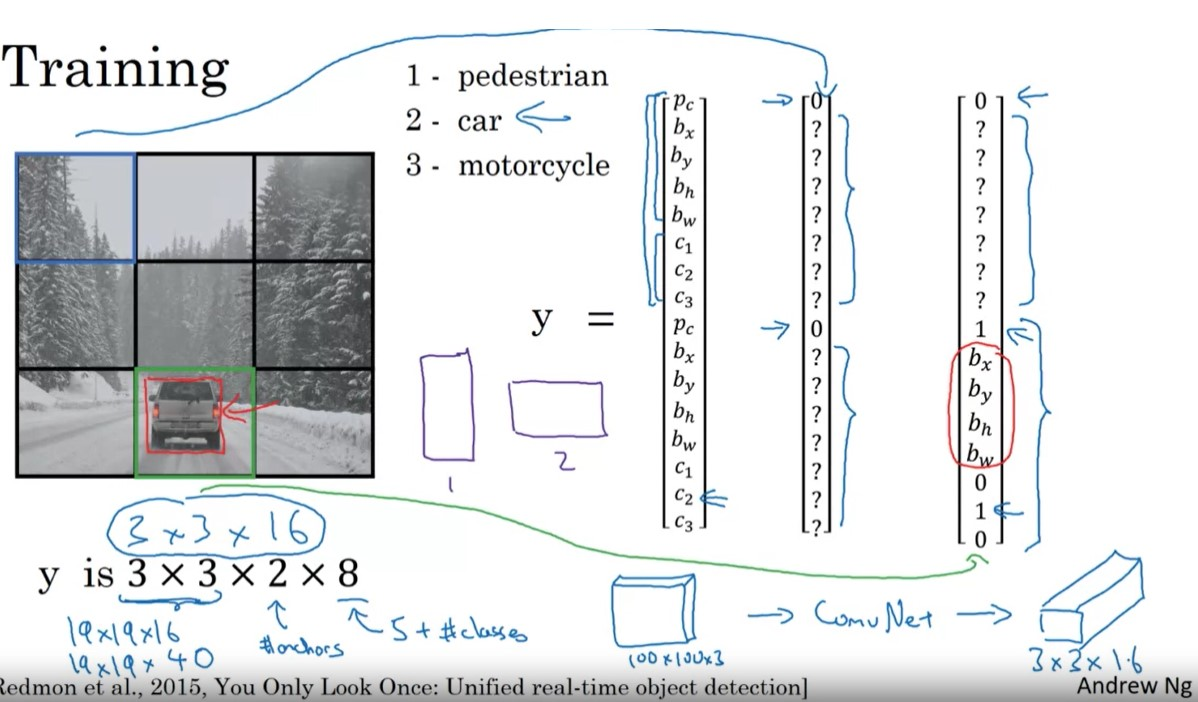 Training
1 - pedestrian
2 - car
3 - motorcycle
y =
p_c
b_x
b_y
b_h
b_w
c_1
c_2
c_3
p_c
b_x
b_y
b_h
b_w
c_1
c_2
c_3
0
?
?
?
?
?
?
?
0
?
?
?
?
?
?
?
0
?
?
?
?
?
?
?
1
b_x
b_y
b_h
b_w
0
1
0
1
2
3 × 3 × 16
y is 3 × 3 × 2 × 8
19×19×16
19×19×40
#anchors
5 + #classes
100×100×3
→ ConvNet →
3×3×16
Redmon et al., 2015, You Only Look Once: Unified real-time object detection]
Andrew Ng